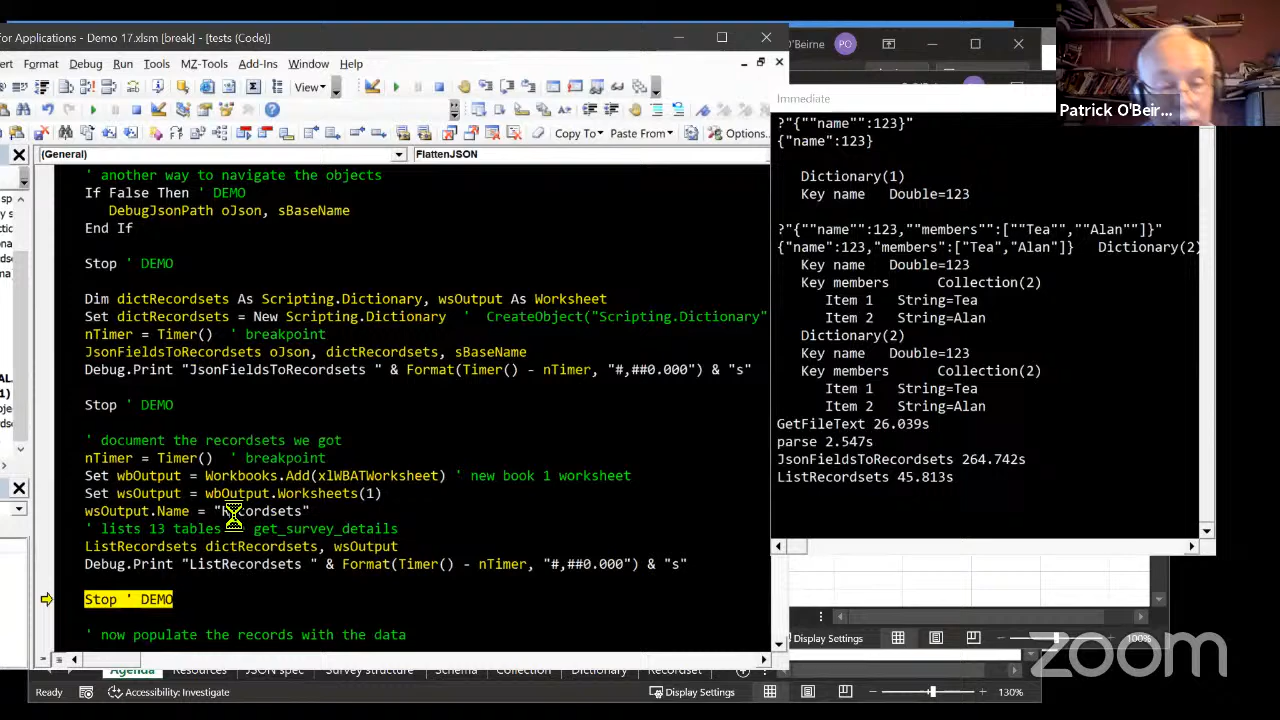 for Applications - Demo 17.xlsm [break] - [tests (Code)]
ert Format Debug Run Tools MZ-Tools Add-Ins Window Help
View
Copy To Paste From Options.
(General) FlattenJSON
' another way to navigate the objects
If False Then ' DEMO
DebugJsonPath oJson, sBaseName
End If
Stop ' DEMO
Dim dictRecordsets As Scripting.Dictionary, wsOutput As Worksheet
Set dictRecordsets = New Scripting.Dictionary ' CreateObject("Scripting.Dictionary"
nTimer = Timer() ' breakpoint
JsonFieldsToRecordsets oJson, dictRecordsets, sBaseName
Debug.Print "JsonFieldsToRecordsets " & Format(Timer() - nTimer, "#,##0.000") & "s"
Stop ' DEMO
' document the recordsets we got
nTimer = Timer() ' breakpoint
Set wbOutput = Workbooks.Add(xlWBATWorksheet) ' new book 1 worksheet
Set wsOutput = wbOutput.Worksheets(1)
wsOutput.Name = "Recordsets"
' lists 13 tables get_survey_details
ListRecordsets dictRecordsets, wsOutput
Debug.Print "ListRecordsets " & Format(Timer() - nTimer, "#,##0.000") & "s"
Stop ' DEMO
' now populate the records with the data
Agenda Resources JSON spec Survey structure Schema Collection Dictionary Recordset
Ready Accessibility: Investigate Display Settings 130%
O'Beirne PO
Immediate
?"{""name"":123}"
{"name":123}
Dictionary(1)
Key name Double=123
?"{""name"":123,""members"":[""Tea"",""Alan""]}"
{"name":123,"members":["Tea","Alan"]} Dictionary(2)
Key name Double=123
Key members Collection(2)
Item 1 String=Tea
Item 2 String=Alan
Dictionary(2)
Key name Double=123
Key members Collection(2)
Item 1 String=Tea
Item 2 String=Alan
GetFileText 26.039s
parse 2.547s
JsonFieldsToRecordsets 264.742s
ListRecordsets 45.813s
Display Settings 100%
Patrick O'Beir...
zoom